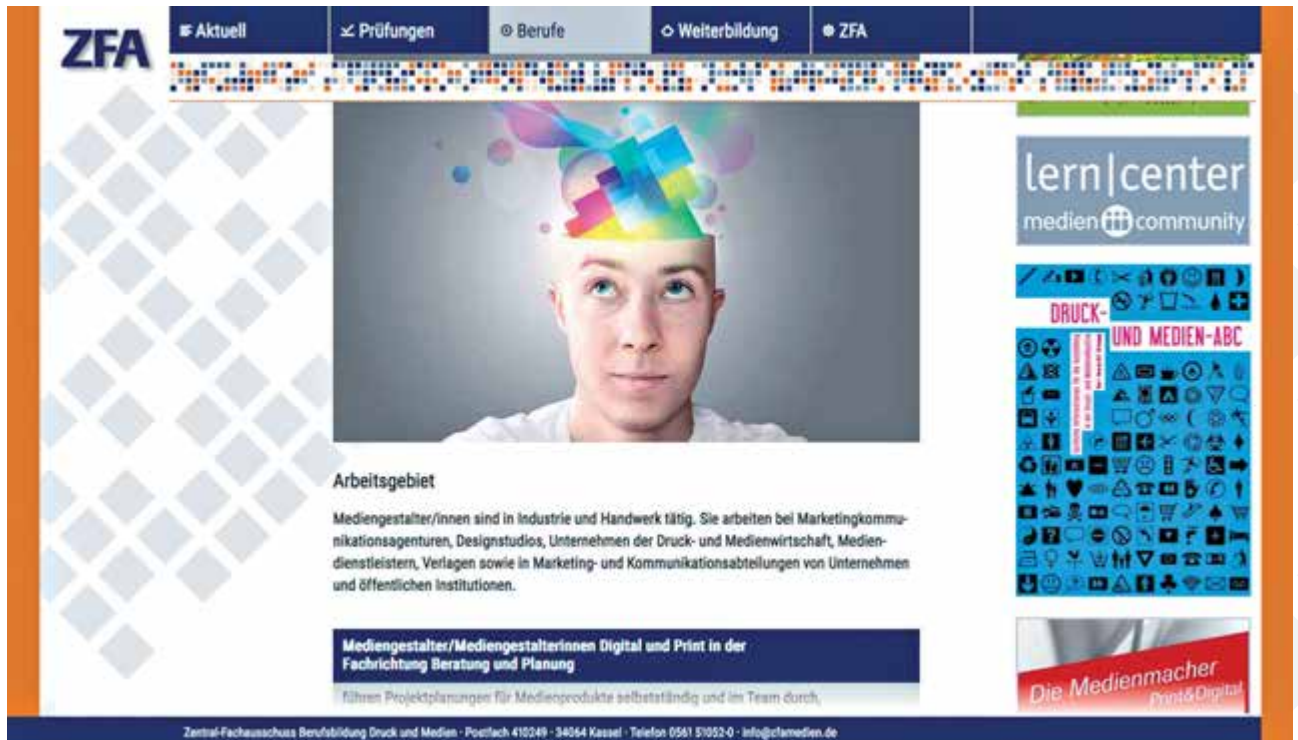 ZFA
Aktuell
Prüfungen
Berufe
Weiterbildung
ZFA
Arbeitsgebiet
Mediengestalter/innen sind in Industrie und Handwerk tätig. Sie arbeiten bei Marketingkommu-
nikationsagenturen, Designstudios, Unternehmen der Druck- und Medienwirtschaft, Medien-
dienstleistern, Verlagen sowie in Marketing- und Kommunikationsabteilungen von Unternehmen
und öffentlichen Institutionen.
Mediengestalter/Mediengestalterinnen Digital und Print in der
Fachrichtung Beratung und Planung
führen Projektplanungen für Medienprodukte selbstständig und im Team durch,
lern|center
medien community
DRUCK-
UND MEDIEN-ABC
Die Medienmacher
Print&Digital
Zentral-Fachausschuss Berufsbildung Druck und Medien · Postfach 410249 · 34064 Kassel · Telefon 0561 51052-0 · info@zfamedien.de